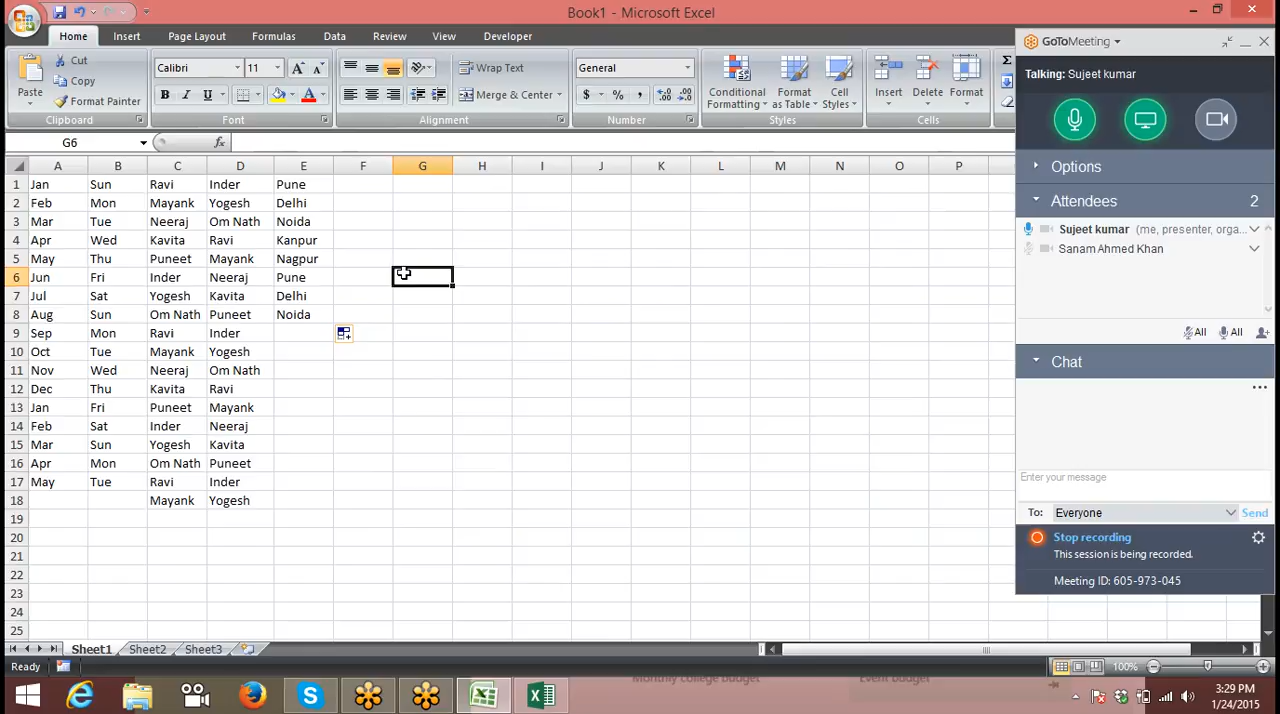 Book1 - Microsoft Excel
Home Insert Page Layout Formulas Data Review View Developer
Paste Cut Copy Format Painter
Calibri 11
B I U A
Wrap Text
Merge & Center
General
$ % ,
Conditional Formatting Format as Table Cell Styles
Insert Delete Format
Clipboard Font Alignment Number Styles Cells
G6 fx
A B C D E F G H I J K L M N O P
1 Jan Sun Ravi Inder Pune
2 Feb Mon Mayank Yogesh Delhi
3 Mar Tue Neeraj Om Nath Noida
4 Apr Wed Kavita Ravi Kanpur
5 May Thu Puneet Mayank Nagpur
6 Jun Fri Inder Neeraj Pune
7 Jul Sat Yogesh Kavita Delhi
8 Aug Sun Om Nath Puneet Noida
9 Sep Mon Ravi Inder
10 Oct Tue Mayank Yogesh
11 Nov Wed Neeraj Om Nath
12 Dec Thu Kavita Ravi
13 Jan Fri Puneet Mayank
14 Feb Sat Inder Neeraj
15 Mar Sun Yogesh Kavita
16 Apr Mon Om Nath Puneet
17 May Tue Ravi Inder
18 Mayank Yogesh
19
20
21
22
23
24
25
Sheet1 Sheet2 Sheet3
Ready 100%
Monthly college budget Event budget
3:29 PM
1/24/2015
GoToMeeting
Talking: Sujeet kumar
Options
Attendees 2
Sujeet kumar (me, presenter, orga...
Sanam Ahmed Khan
All All
Chat
Enter your message
To: Everyone Send
Stop recording
This session is being recorded.
Meeting ID: 605-973-045